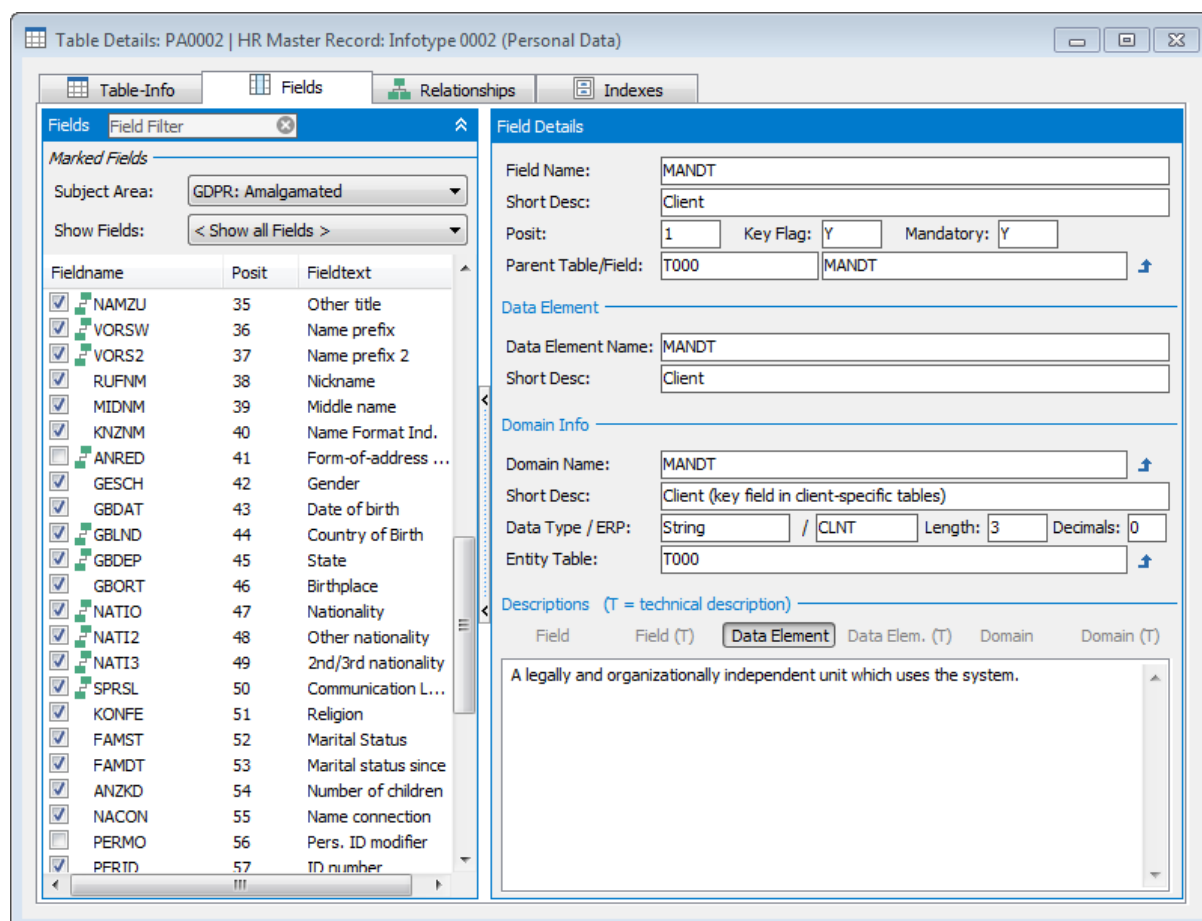 Table Details: PA0002 | HR Master Record: Infotype 0002 (Personal Data)
Table-Info Fields Relationships Indexes
Fields Field Filter
Marked Fields
Subject Area: GDPR: Amalgamated
Show Fields: < Show all Fields >
Fieldname Posit Fieldtext
NAMZU 35 Other title
VORSW 36 Name prefix
VORS2 37 Name prefix 2
RUFNM 38 Nickname
MIDNM 39 Middle name
KNZNM 40 Name Format Ind.
ANRED 41 Form-of-address ...
GESCH 42 Gender
GBDAT 43 Date of birth
GBLND 44 Country of Birth
GBDEP 45 State
GBORT 46 Birthplace
NATIO 47 Nationality
NATI2 48 Other nationality
NATI3 49 2nd/3rd nationality
SPRSL 50 Communication L...
KONFE 51 Religion
FAMST 52 Marital Status
FAMDT 53 Marital status since
ANZKD 54 Number of children
NACON 55 Name connection
PERMO 56 Pers. ID modifier
PERID 57 ID number
Field Details
Field Name: MANDT
Short Desc: Client
Posit: 1 Key Flag: Y Mandatory: Y
Parent Table/Field: T000 MANDT
Data Element
Data Element Name: MANDT
Short Desc: Client
Domain Info
Domain Name: MANDT
Short Desc: Client (key field in client-specific tables)
Data Type / ERP: String / CLNT Length: 3 Decimals: 0
Entity Table: T000
Descriptions (T = technical description)
Field Field (T) Data Element Data Elem. (T) Domain Domain (T)
A legally and organizationally independent unit which uses the system.